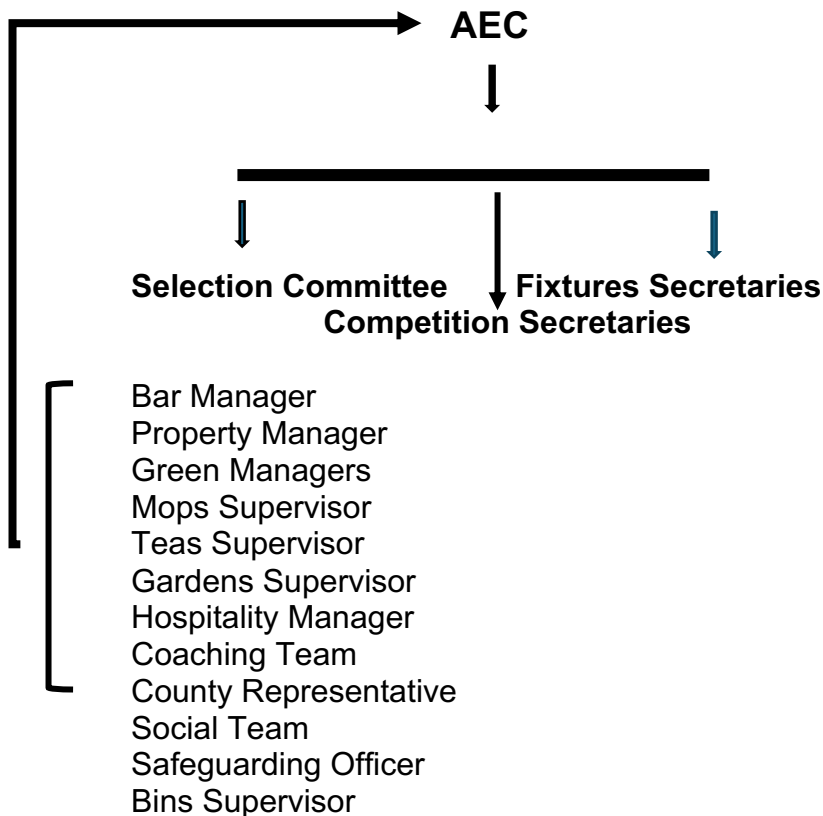 AEC
Selection Committee Fixtures Secretaries
Competition Secretaries
Bar Manager
Property Manager
Green Managers
Mops Supervisor
Teas Supervisor
Gardens Supervisor
Hospitality Manager
Coaching Team
County Representative
Social Team
Safeguarding Officer
Bins Supervisor